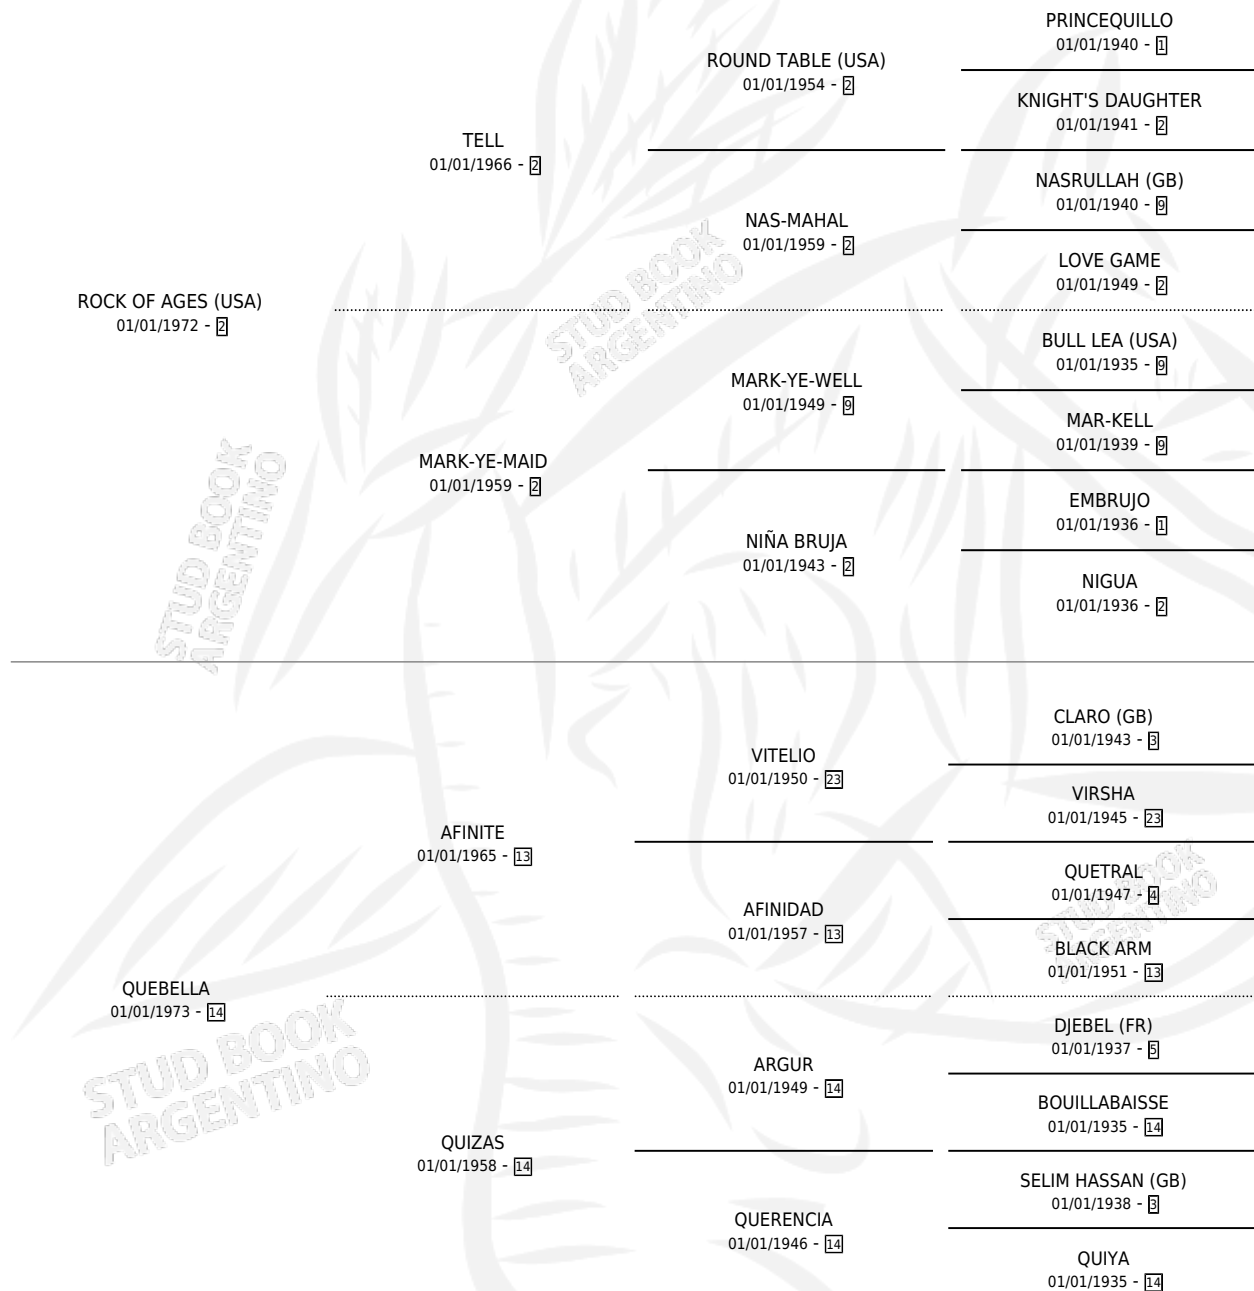 PRINCEQUILLO
01/01/1940 - 1
ROUND TABLE (USA)
01/01/1954 - 2
KNIGHT'S DAUGHTER
01/01/1941 - 2
TELL
01/01/1966 - 2
NASRULLAH (GB)
01/01/1940 - 9
NAS-MAHAL
01/01/1959 - 2
LOVE GAME
01/01/1949 - 2
ROCK OF AGES (USA)
01/01/1972 - 2
BULL LEA (USA)
01/01/1935 - 9
MARK-YE-WELL
01/01/1949 - 9
MAR-KELL
01/01/1939 - 9
MARK-YE-MAID
01/01/1959 - 2
EMBRUJO
01/01/1936 - 1
NIÑA BRUJA
01/01/1943 - 2
NIGUA
01/01/1936 - 2
CLARO (GB)
01/01/1943 - 3
VITELIO
01/01/1950 - 23
VIRSHA
01/01/1945 - 23
AFINITE
01/01/1965 - 13
QUETRAL
01/01/1947 - 4
AFINIDAD
01/01/1957 - 13
BLACK ARM
01/01/1951 - 13
QUEBELLA
01/01/1973 - 14
DJEBEL (FR)
01/01/1937 - 5
ARGUR
01/01/1949 - 14
BOUILLABAISSE
01/01/1935 - 14
QUIZAS
01/01/1958 - 14
SELIM HASSAN (GB)
01/01/1938 - 3
QUERENCIA
01/01/1946 - 14
QUIYA
01/01/1935 - 14
STUD BOOK
ARGENTINO
STUD BOOK
ARGENTINO
STUD BOOK
ARGENTINO
STUD BOOK
ARGENTINO